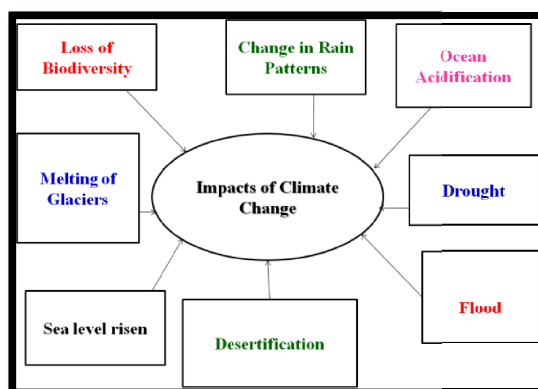 Loss of
Biodiversity
Change in Rain
Patterns
Ocean
Acidification
Melting of
Glaciers
Impacts of Climate
Change
Drought
Sea level risen
Desertification
Flood